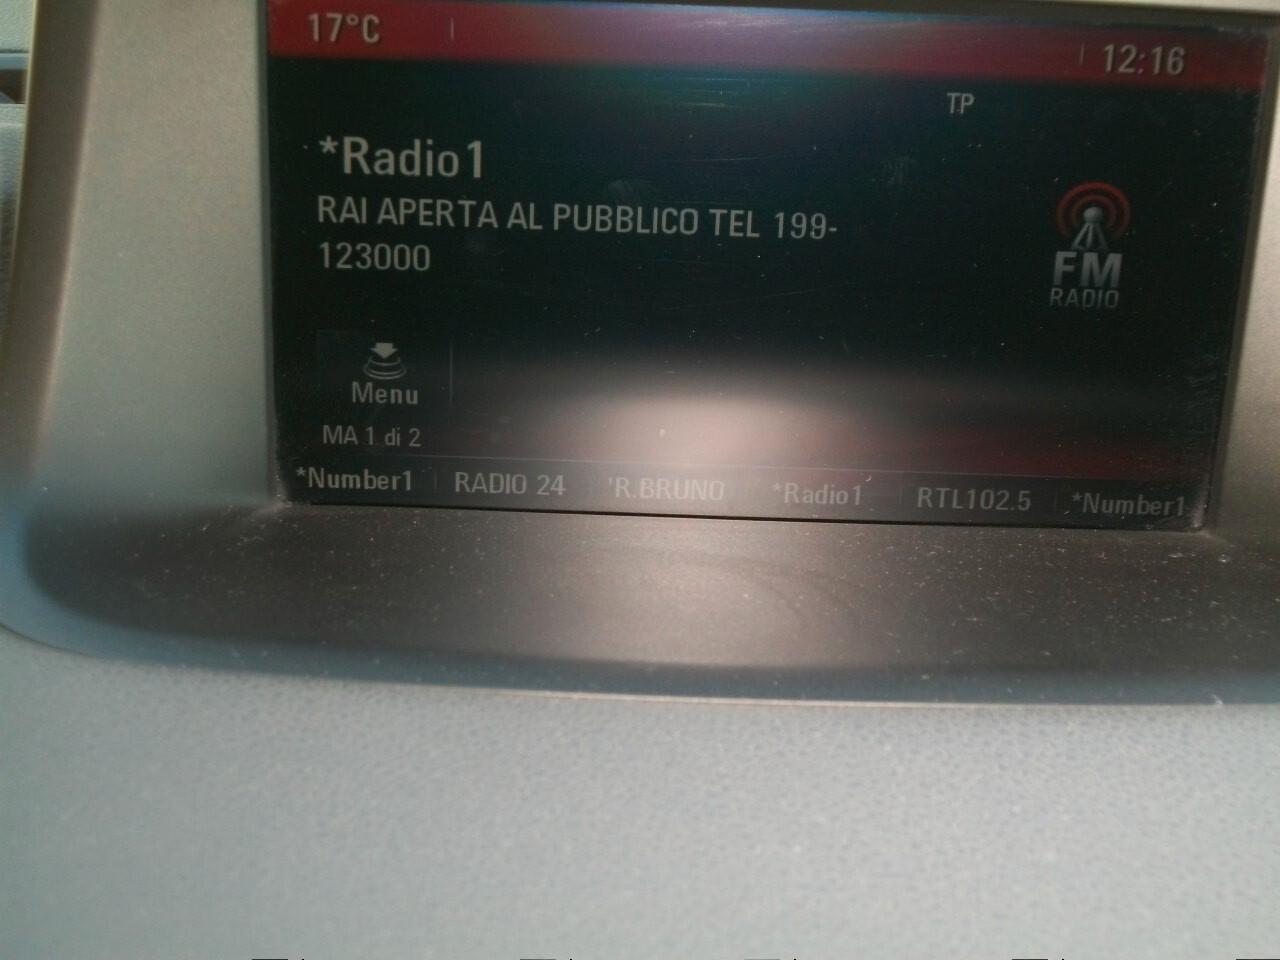 17°C
12:16
TP
*Radio1
RAI APERTA AL PUBBLICO TEL 199-
123000
FM
RADIO
Menu
MA 1 di 2
*Number1 RADIO 24 'R.BRUNO *Radio1 RTL102.5 *Number1